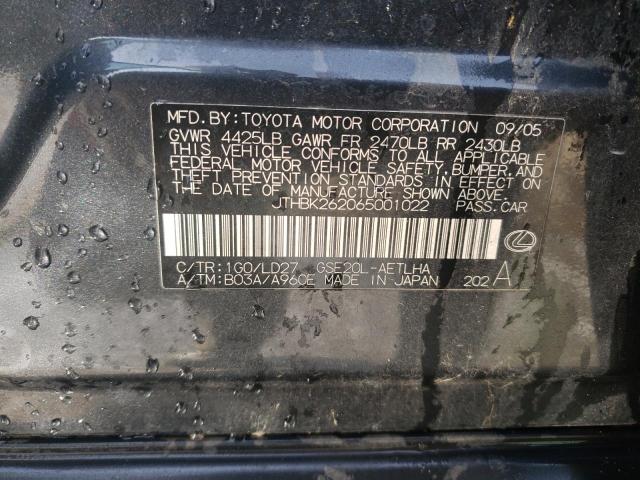 MFD. BY: TOYOTA MOTOR CORPORATION 09/05
GVWR 4425LB GAWR FR 2470LB RR 2430LB
THIS VEHICLE CONFORMS TO ALL APPLICABLE
FEDERAL MOTOR VEHICLE SAFETY, BUMPER, AND
THEFT PREVENTION STANDARDS IN EFFECT ON
THE DATE OF MANUFACTURE SHOWN ABOVE.
JTHBK262065001022 PASS. CAR
C/TR: 1G0/LD27 GSE20L-AETLHA
A/TM: B03A/A960E MADE IN JAPAN 202 A